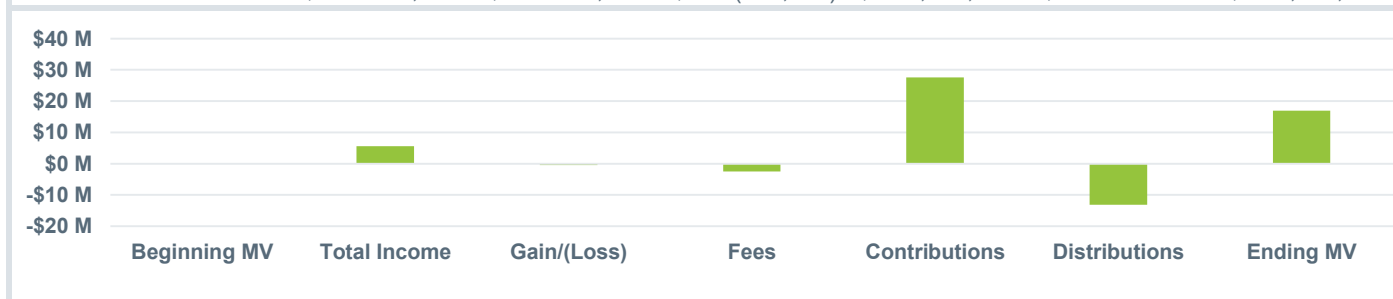 $40 M
$30 M
$20 M
$10 M
$0 M
-$10 M
-$20 M
Beginning MV Total Income Gain/(Loss) Fees Contributions Distributions Ending MV